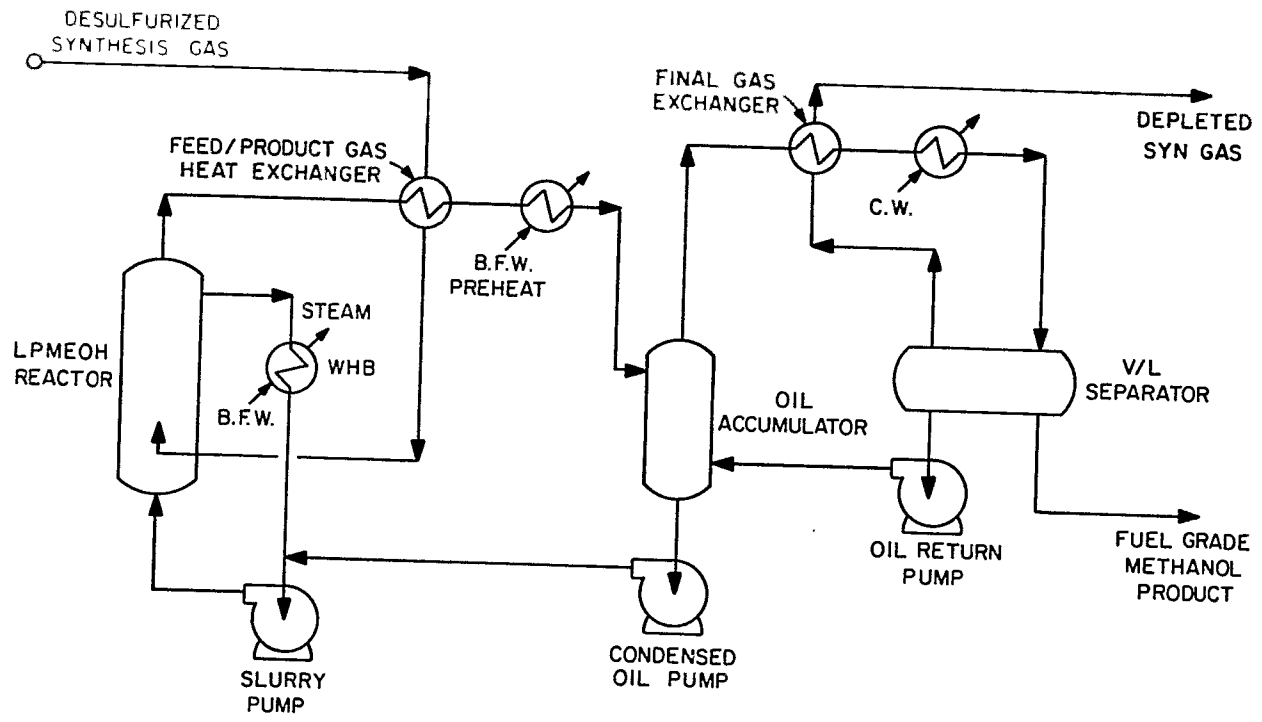 DESULFURIZED
SYNTHESIS GAS
FINAL GAS
EXCHANGER
DEPLETED
SYN GAS
FEED/PRODUCT GAS
HEAT EXCHANGER
C.W.
B.F.W.
PREHEAT
STEAM
LPMEOH
REACTOR
WHB
B.F.W.
V/L
SEPARATOR
OIL
ACCUMULATOR
OIL RETURN
PUMP
FUEL GRADE
METHANOL
PRODUCT
CONDENSED
OIL PUMP
SLURRY
PUMP